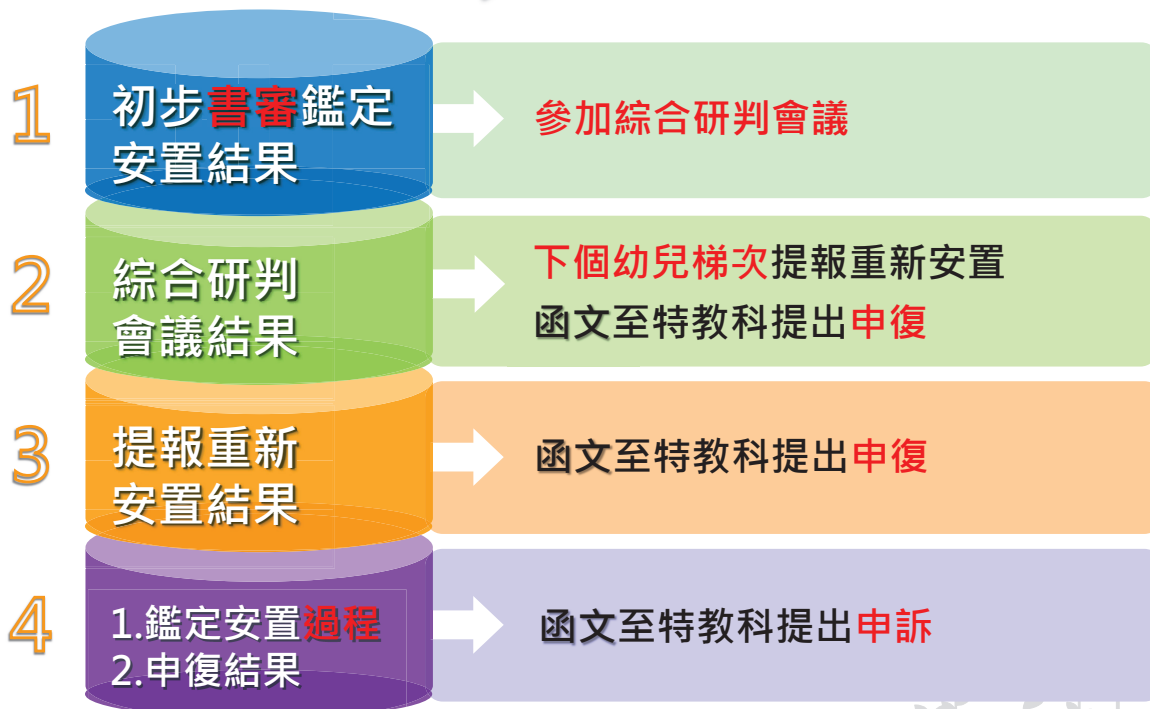 1
初步書審鑑定
安置結果
參加綜合研判會議
2
綜合研判
會議結果
下個幼兒梯次提報重新安置
函文至特教科提出申復
3
提報重新
安置結果
函文至特教科提出申復
4
1.鑑定安置過程
2.申復結果
函文至特教科提出申訴